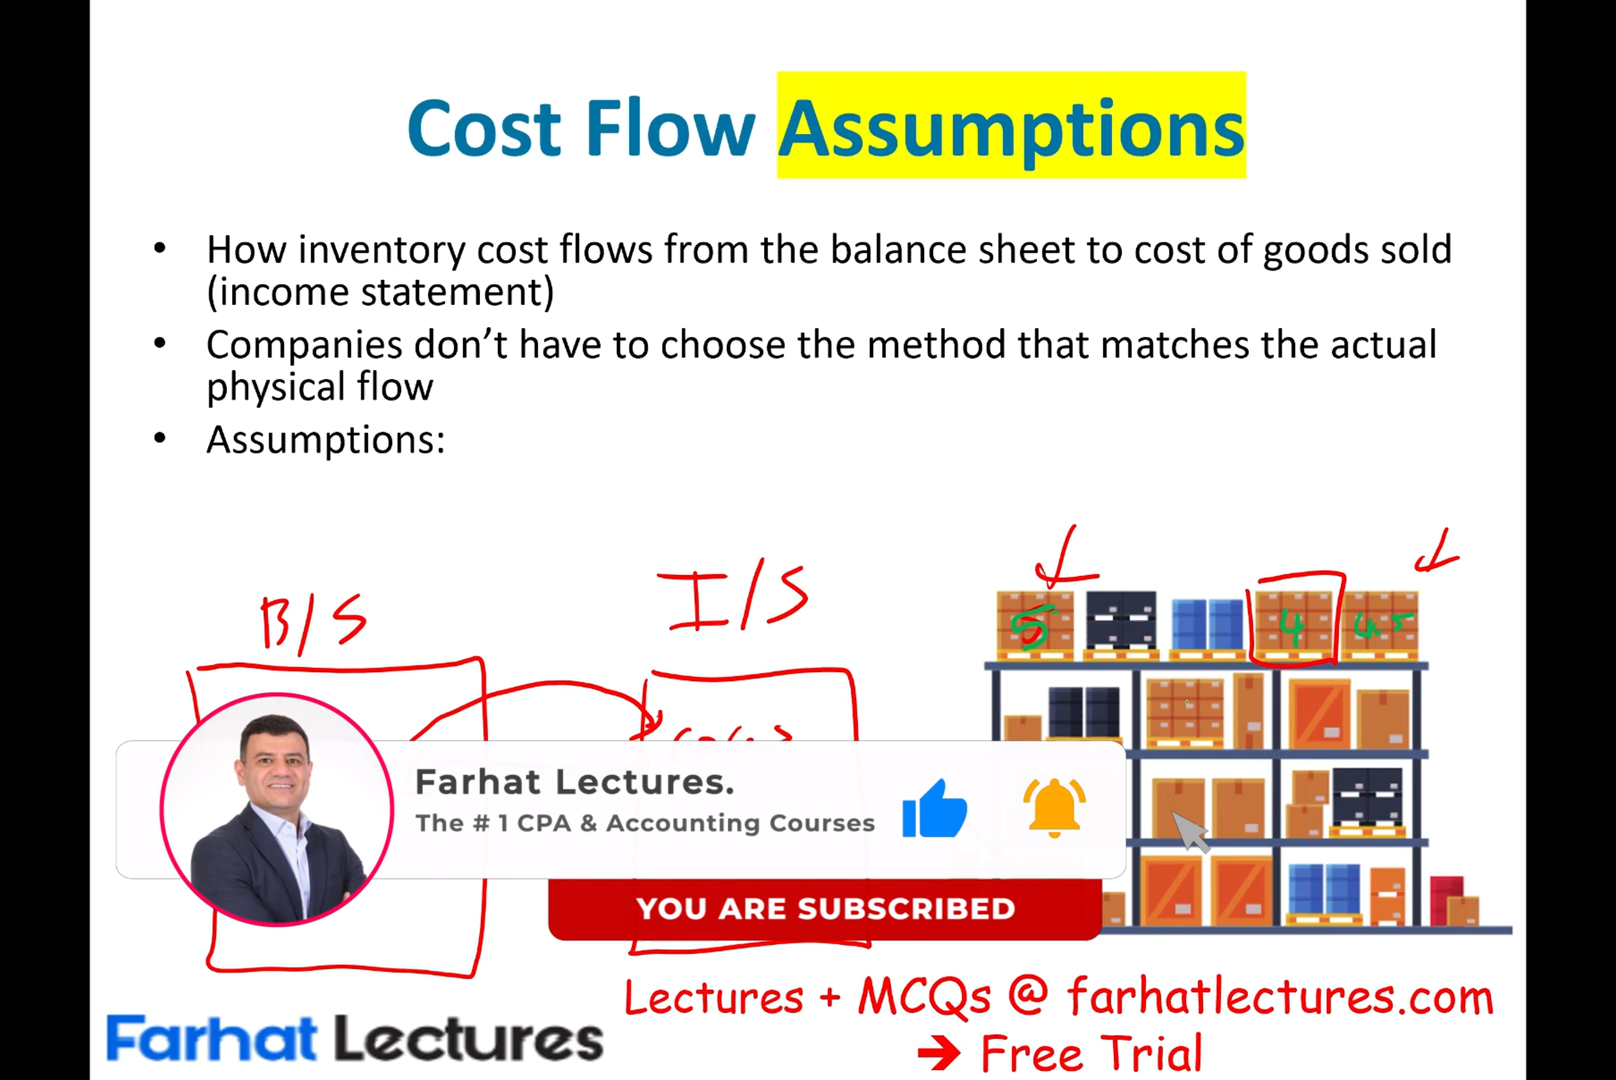 Cost Flow Assumptions
• How inventory cost flows from the balance sheet to cost of goods sold
(income statement)
• Companies don’t have to choose the method that matches the actual
physical flow
• Assumptions:
B/S
I/S
5
4
4.5
Farhat Lectures.
The # 1 CPA & Accounting Courses
YOU ARE SUBSCRIBED
Lectures + MCQs @ farhatlectures.com
➔ Free Trial
Farhat Lectures